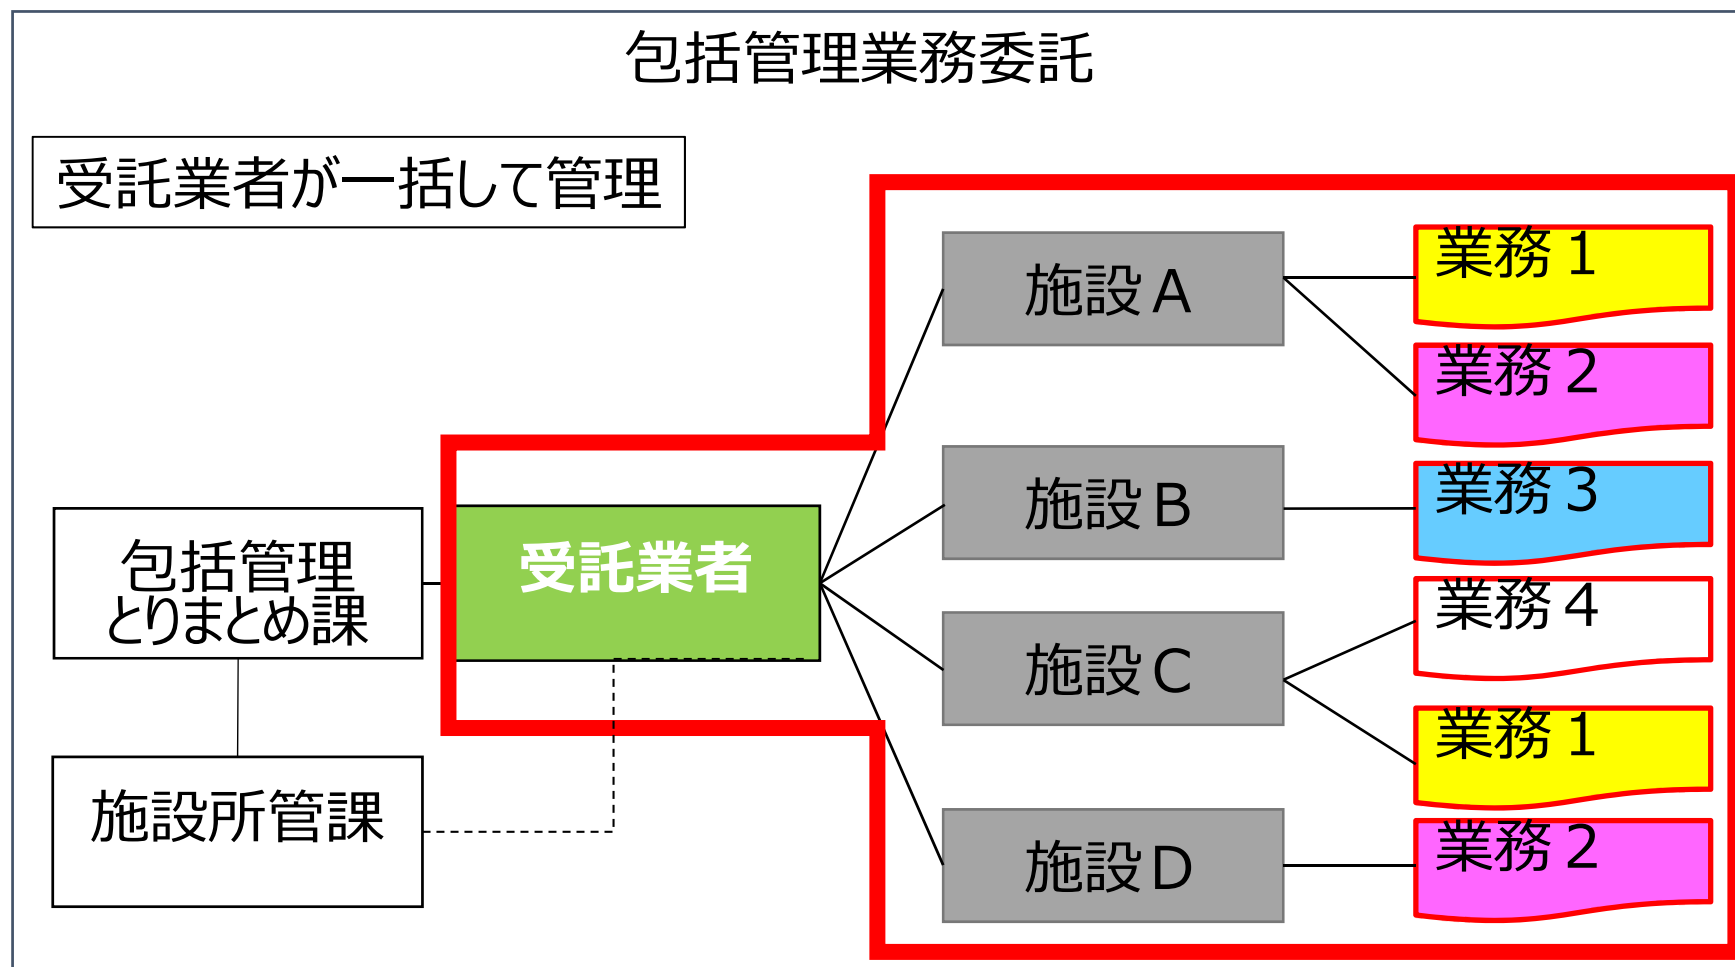 包括管理業務委託
受託業者が一括して管理
包括管理
とりまとめ課
施設所管課
受託業者
施設A
施設B
施設C
施設D
業務1
業務2
業務3
業務4
業務1
業務2